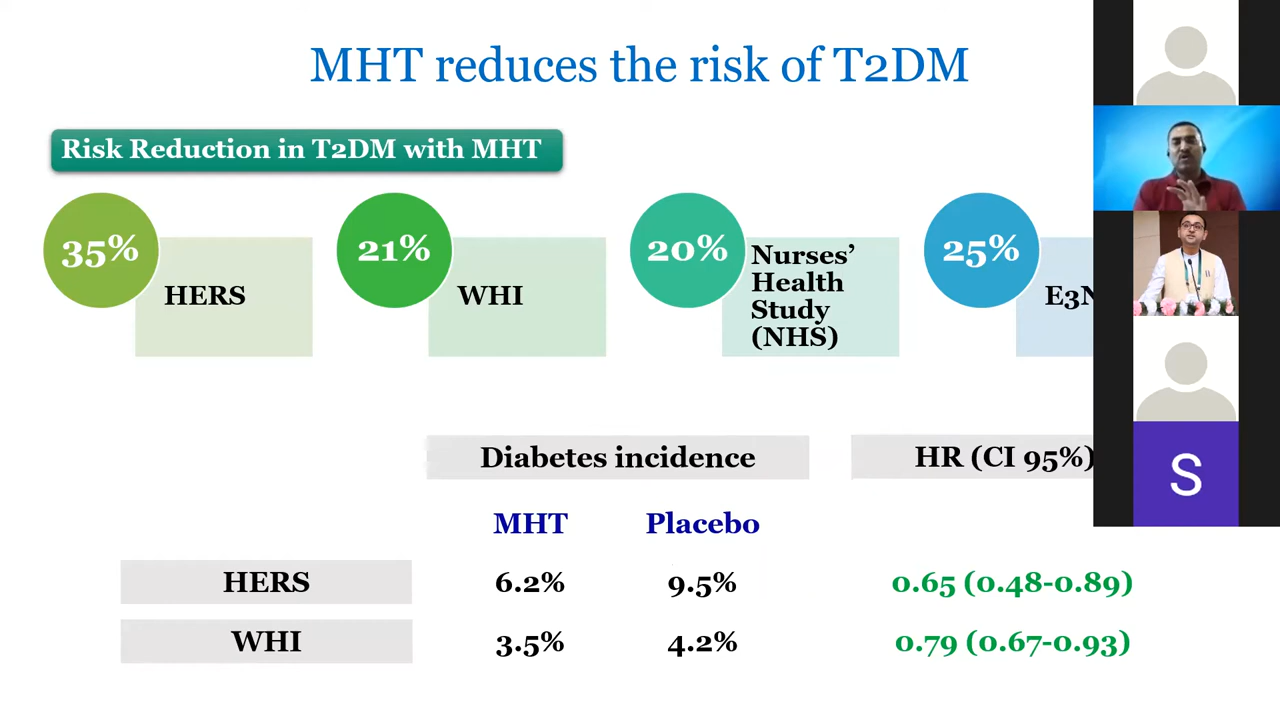 MHT reduces the risk of T2DM
Risk Reduction in T2DM with MHT
35%
HERS
21%
WHI
20%
Nurses’
Health
Study
(NHS)
25%
E3N
Diabetes incidence
HR (CI 95%)
MHT
Placebo
HERS
6.2%
9.5%
0.65 (0.48-0.89)
WHI
3.5%
4.2%
0.79 (0.67-0.93)
S